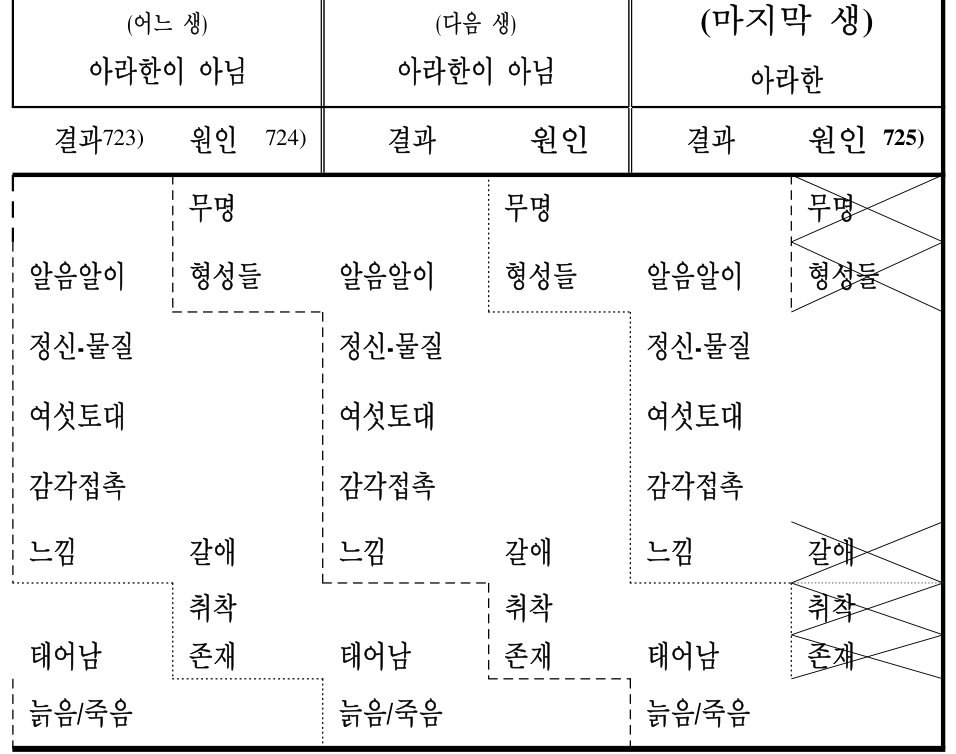 (어느 생) (다음 생) (마지막 생)
아라한이 아님 아라한이 아님 아라한
결과723) 원인 724) 결과 원인 결과 원인 725)
무명 무명 무명
알음알이 형성들 알음알이 형성들 알음알이 형성들
정신-물질 정신-물질 정신-물질
여섯토대 여섯토대 여섯토대
감각접촉 감각접촉 감각접촉
느낌 갈애 느낌 갈애 느낌 갈애
취착 취착 취착
태어남 존재 태어남 존재 태어남 존재
늙음/죽음 늙음/죽음 늙음/죽음